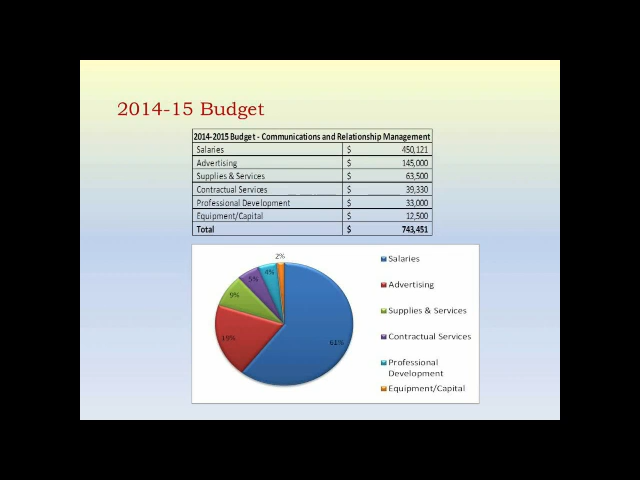 2014-15 Budget
2014-2015 Budget - Communications and Relationship Management
Salaries $ 450,121
Advertising $ 145,000
Supplies & Services $ 63,500
Contractual Services $ 39,330
Professional Development $ 33,000
Equipment/Capital $ 12,500
Total $ 743,451
2%
4%
5%
9%
19%
61%
Salaries
Advertising
Supplies & Services
Contractual Services
Professional
Development
Equipment/Capital